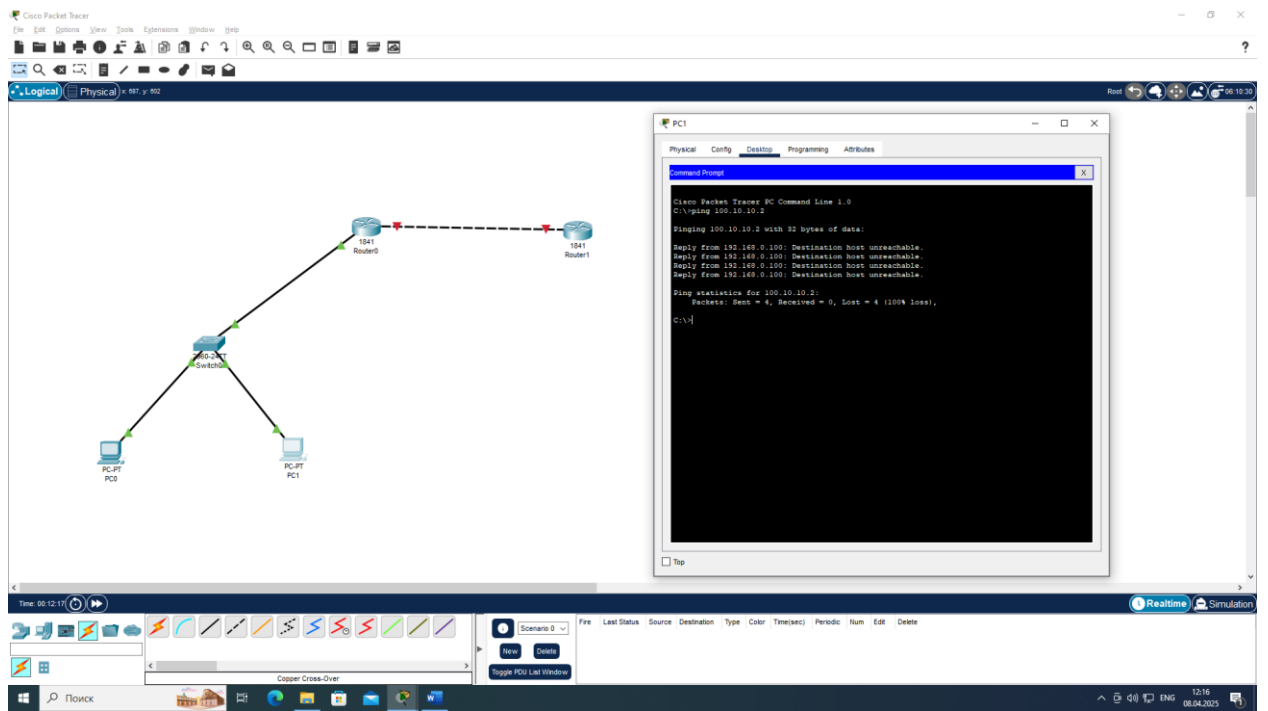 Cisco Packet Tracer
File Edit Options View Tools Extensions Window Help
?
Logical Physical x: 687, y: 602
Root 06:10:30
PC1
Physical Config Desktop Programming Attributes
Command Prompt
X
Cisco Packet Tracer PC Command Line 1.0
C:\>ping 100.10.10.2
Pinging 100.10.10.2 with 32 bytes of data:
Reply from 192.168.0.100: Destination host unreachable.
Reply from 192.168.0.100: Destination host unreachable.
Reply from 192.168.0.100: Destination host unreachable.
Reply from 192.168.0.100: Destination host unreachable.
Ping statistics for 100.10.10.2:
Packets: Sent = 4, Received = 0, Lost = 4 (100% loss),
C:\>
Top
1841
Router0
1841
Router1
2960-24TT
Switch0
PC-PT
PC0
PC-PT
PC1
Time: 00:12:17
Realtime Simulation
Scenario 0
New Delete
Toggle PDU List Window
Fire Last Status Source Destination Type Color Time(sec) Periodic Num Edit Delete
Copper Cross-Over
Поиск
ENG
12:16
08.04.2025